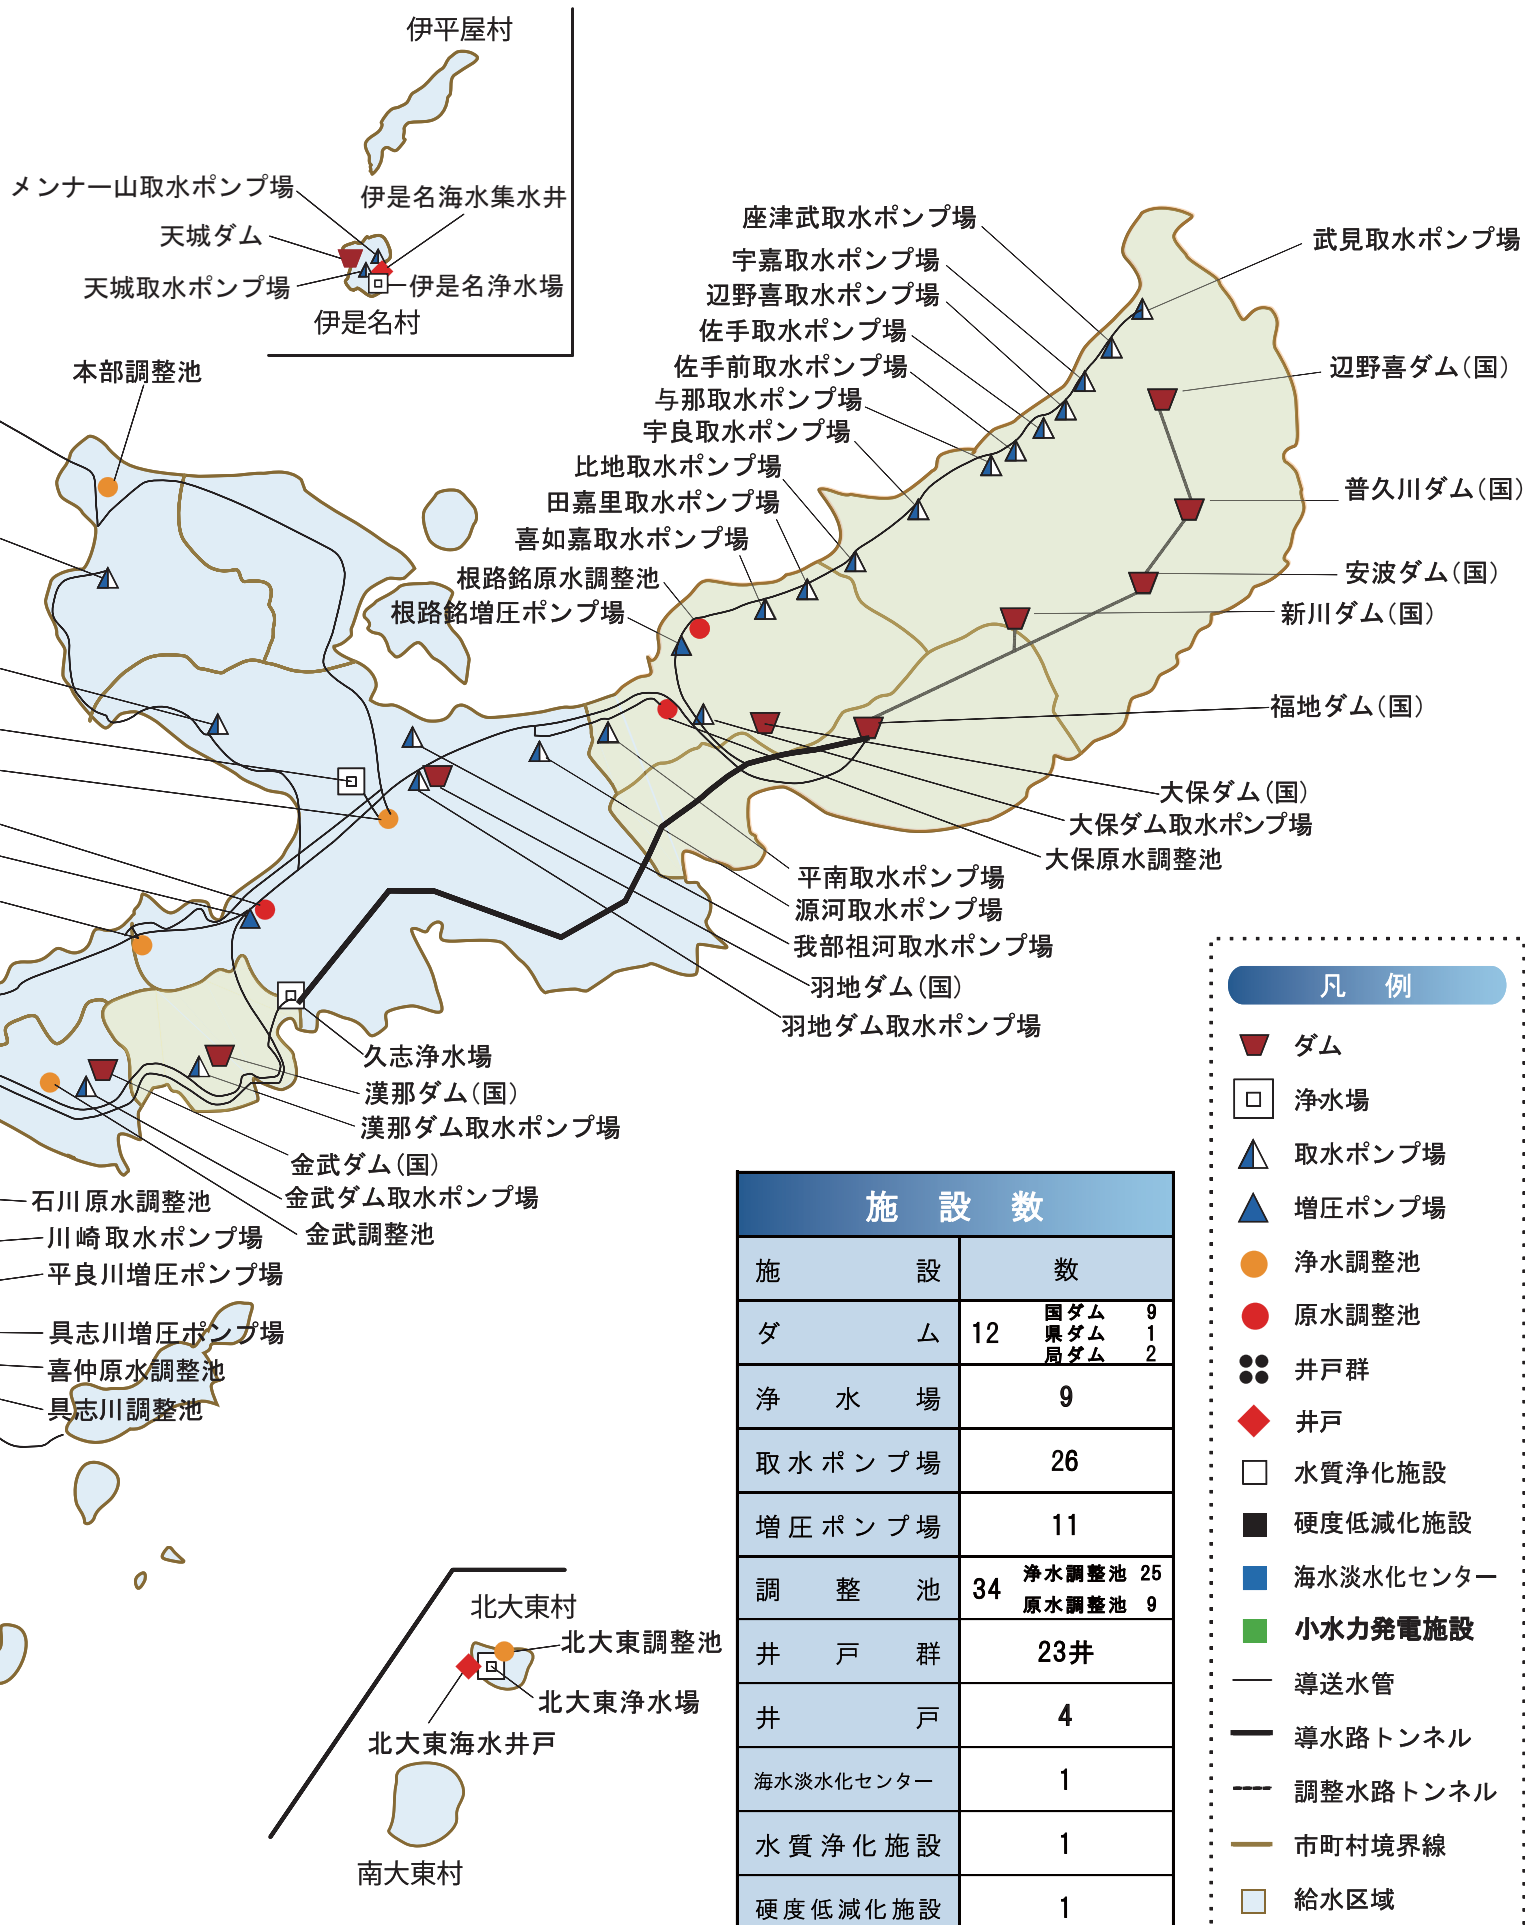 伊平屋村
メンナー山取水ポンプ場
伊是名海水集水井
天城ダム
天城取水ポンプ場
伊是名浄水場
伊是名村
本部調整池
座津武取水ポンプ場
武見取水ポンプ場
宇嘉取水ポンプ場
辺野喜取水ポンプ場
佐手取水ポンプ場
佐手前取水ポンプ場
辺野喜ダム(国)
与那取水ポンプ場
宇良取水ポンプ場
比地取水ポンプ場
普久川ダム(国)
田嘉里取水ポンプ場
喜如嘉取水ポンプ場
根路銘原水調整池
安波ダム(国)
根路銘増圧ポンプ場
新川ダム(国)
福地ダム(国)
大保ダム(国)
大保ダム取水ポンプ場
大保原水調整池
平南取水ポンプ場
源河取水ポンプ場
我部祖河取水ポンプ場
羽地ダム(国)
羽地ダム取水ポンプ場
久志浄水場
漢那ダム(国)
漢那ダム取水ポンプ場
金武ダム(国)
金武ダム取水ポンプ場
金武調整池
石川原水調整池
川崎取水ポンプ場
平良川増圧ポンプ場
具志川増圧ポンプ場
喜仲原水調整池
具志川調整池
北大東村
北大東調整池
北大東浄水場
北大東海水井戸
南大東村
施設数
施設 数
ダム 12 国ダム 9
県ダム 1
局ダム 2
浄水場 9
取水ポンプ場 26
増圧ポンプ場 11
調整池 34 浄水調整池 25
原水調整池 9
井戸群 23井
井戸 4
海水淡水化センター 1
水質浄化施設 1
硬度低減化施設 1
凡例
ダム
浄水場
取水ポンプ場
増圧ポンプ場
浄水調整池
原水調整池
井戸群
井戸
水質浄化施設
硬度低減化施設
海水淡水化センター
小水力発電施設
導送水管
導水路トンネル
調整水路トンネル
市町村境界線
給水区域